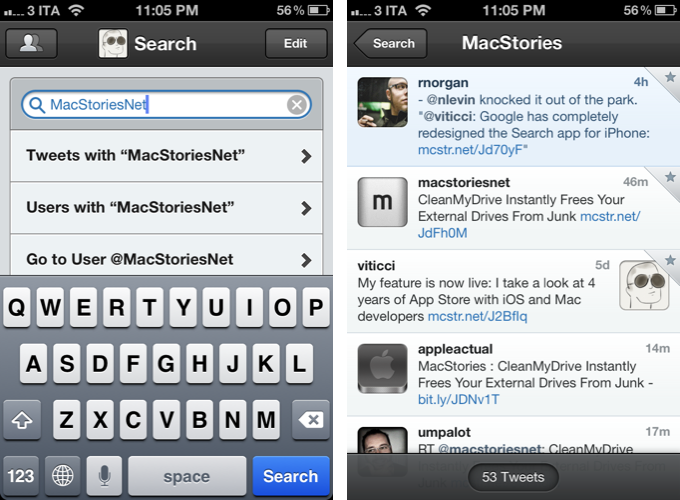 3 ITA 11:05 PM 56%
Search
Edit
MacStoriesNet
Tweets with “MacStoriesNet”
Users with “MacStoriesNet”
Go to User @MacStoriesNet
Q W E R T Y U I O P
A S D F G H J K L
Z X C V B N M
123 space Search
3 ITA 11:05 PM 56%
Search
MacStories
rnorgan 4h
- @nlevin knocked it out of the park.
"@viticci: Google has completely
redesigned the Search app for iPhone:
mcstr.net/Jd70yF"
m
macstoriesnet 46m
CleanMyDrive Instantly Frees Your
External Drives From Junk mcstr.net/
JdFh0M
viticci 5d
My feature is now live: I take a look at 4
years of App Store with iOS and Mac
developers mcstr.net/J2BfIq
appleactual 14m
MacStories : CleanMyDrive Instantly
Frees Your External Drives From Junk -
bit.ly/JDNv1T
umpalot 17m
RT @macstoriesnet: CleanMyDrive
53 Tweets